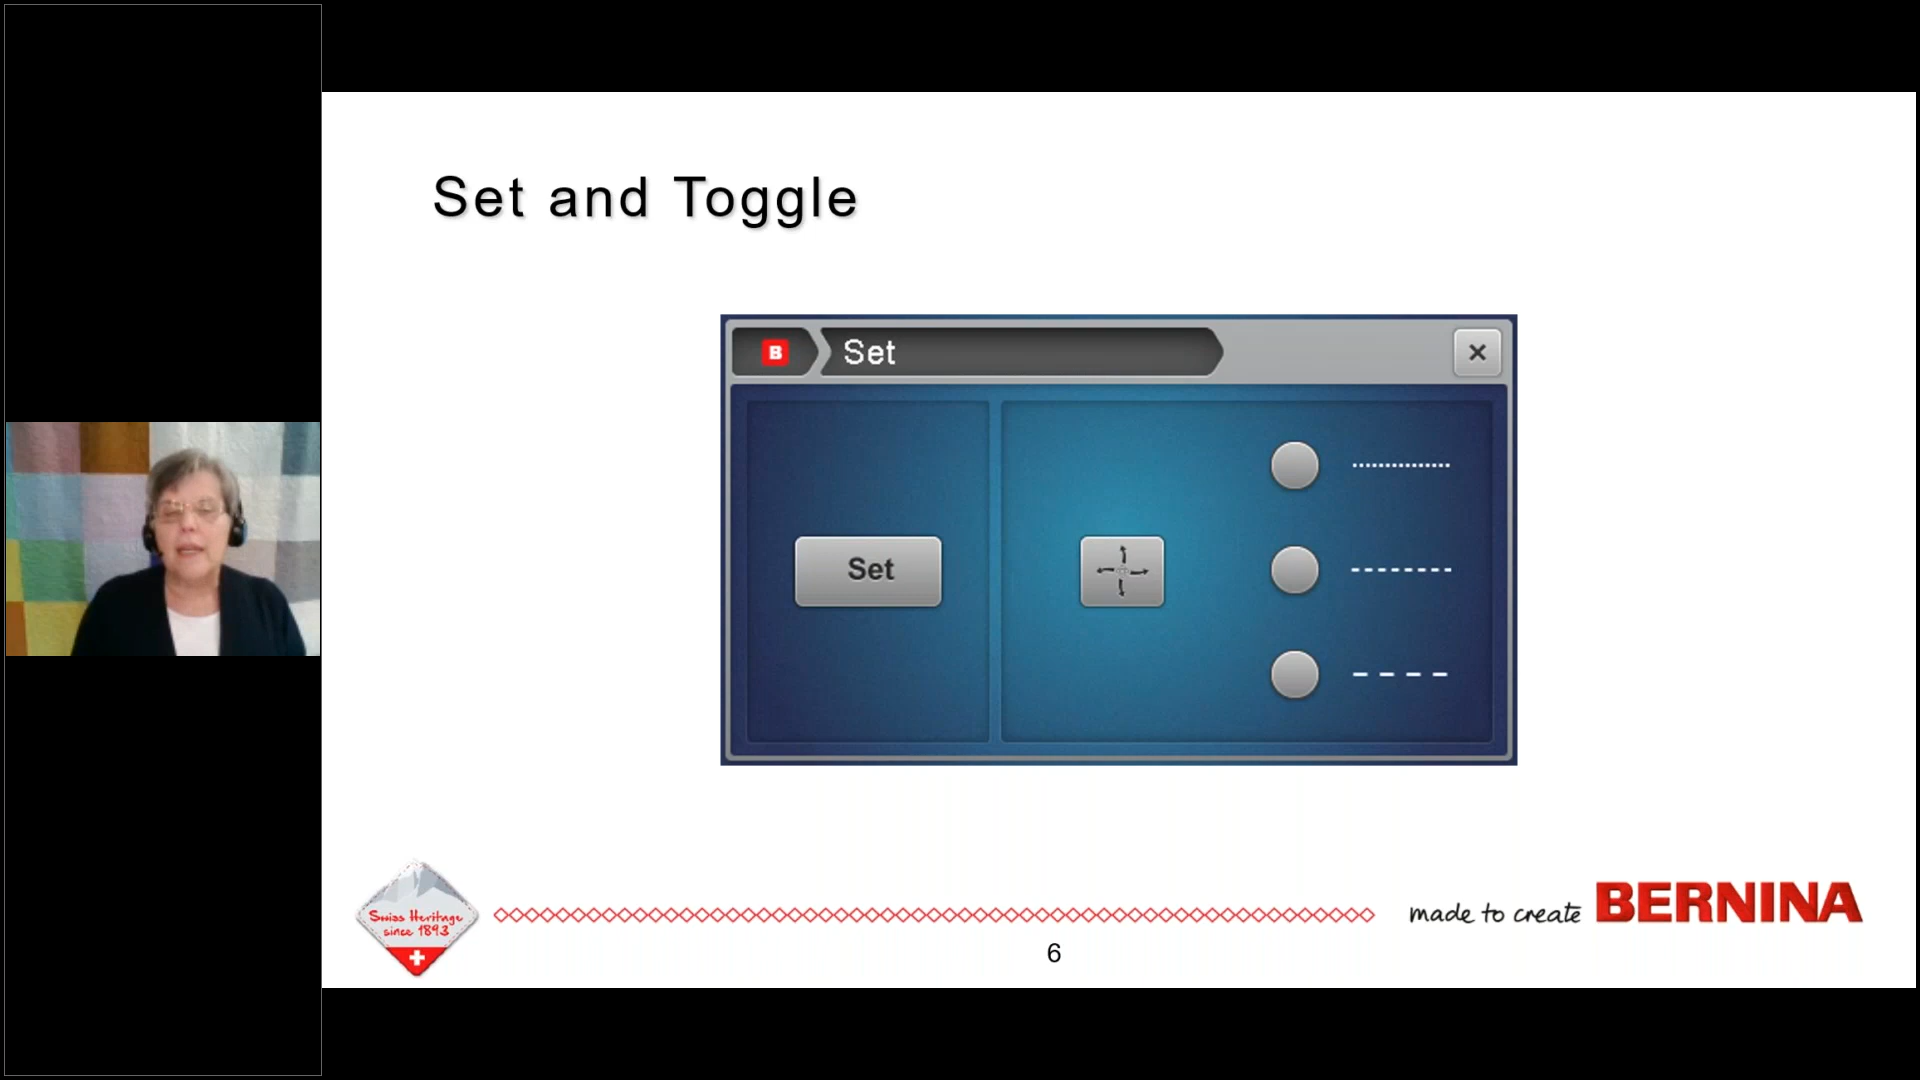 Set and Toggle
B
Set
Set
Swiss Heritage
since 1893
made to create BERNINA
6